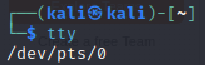 ┌──(kali㉿kali)-[~]
└─$ tty
/dev/pts/0